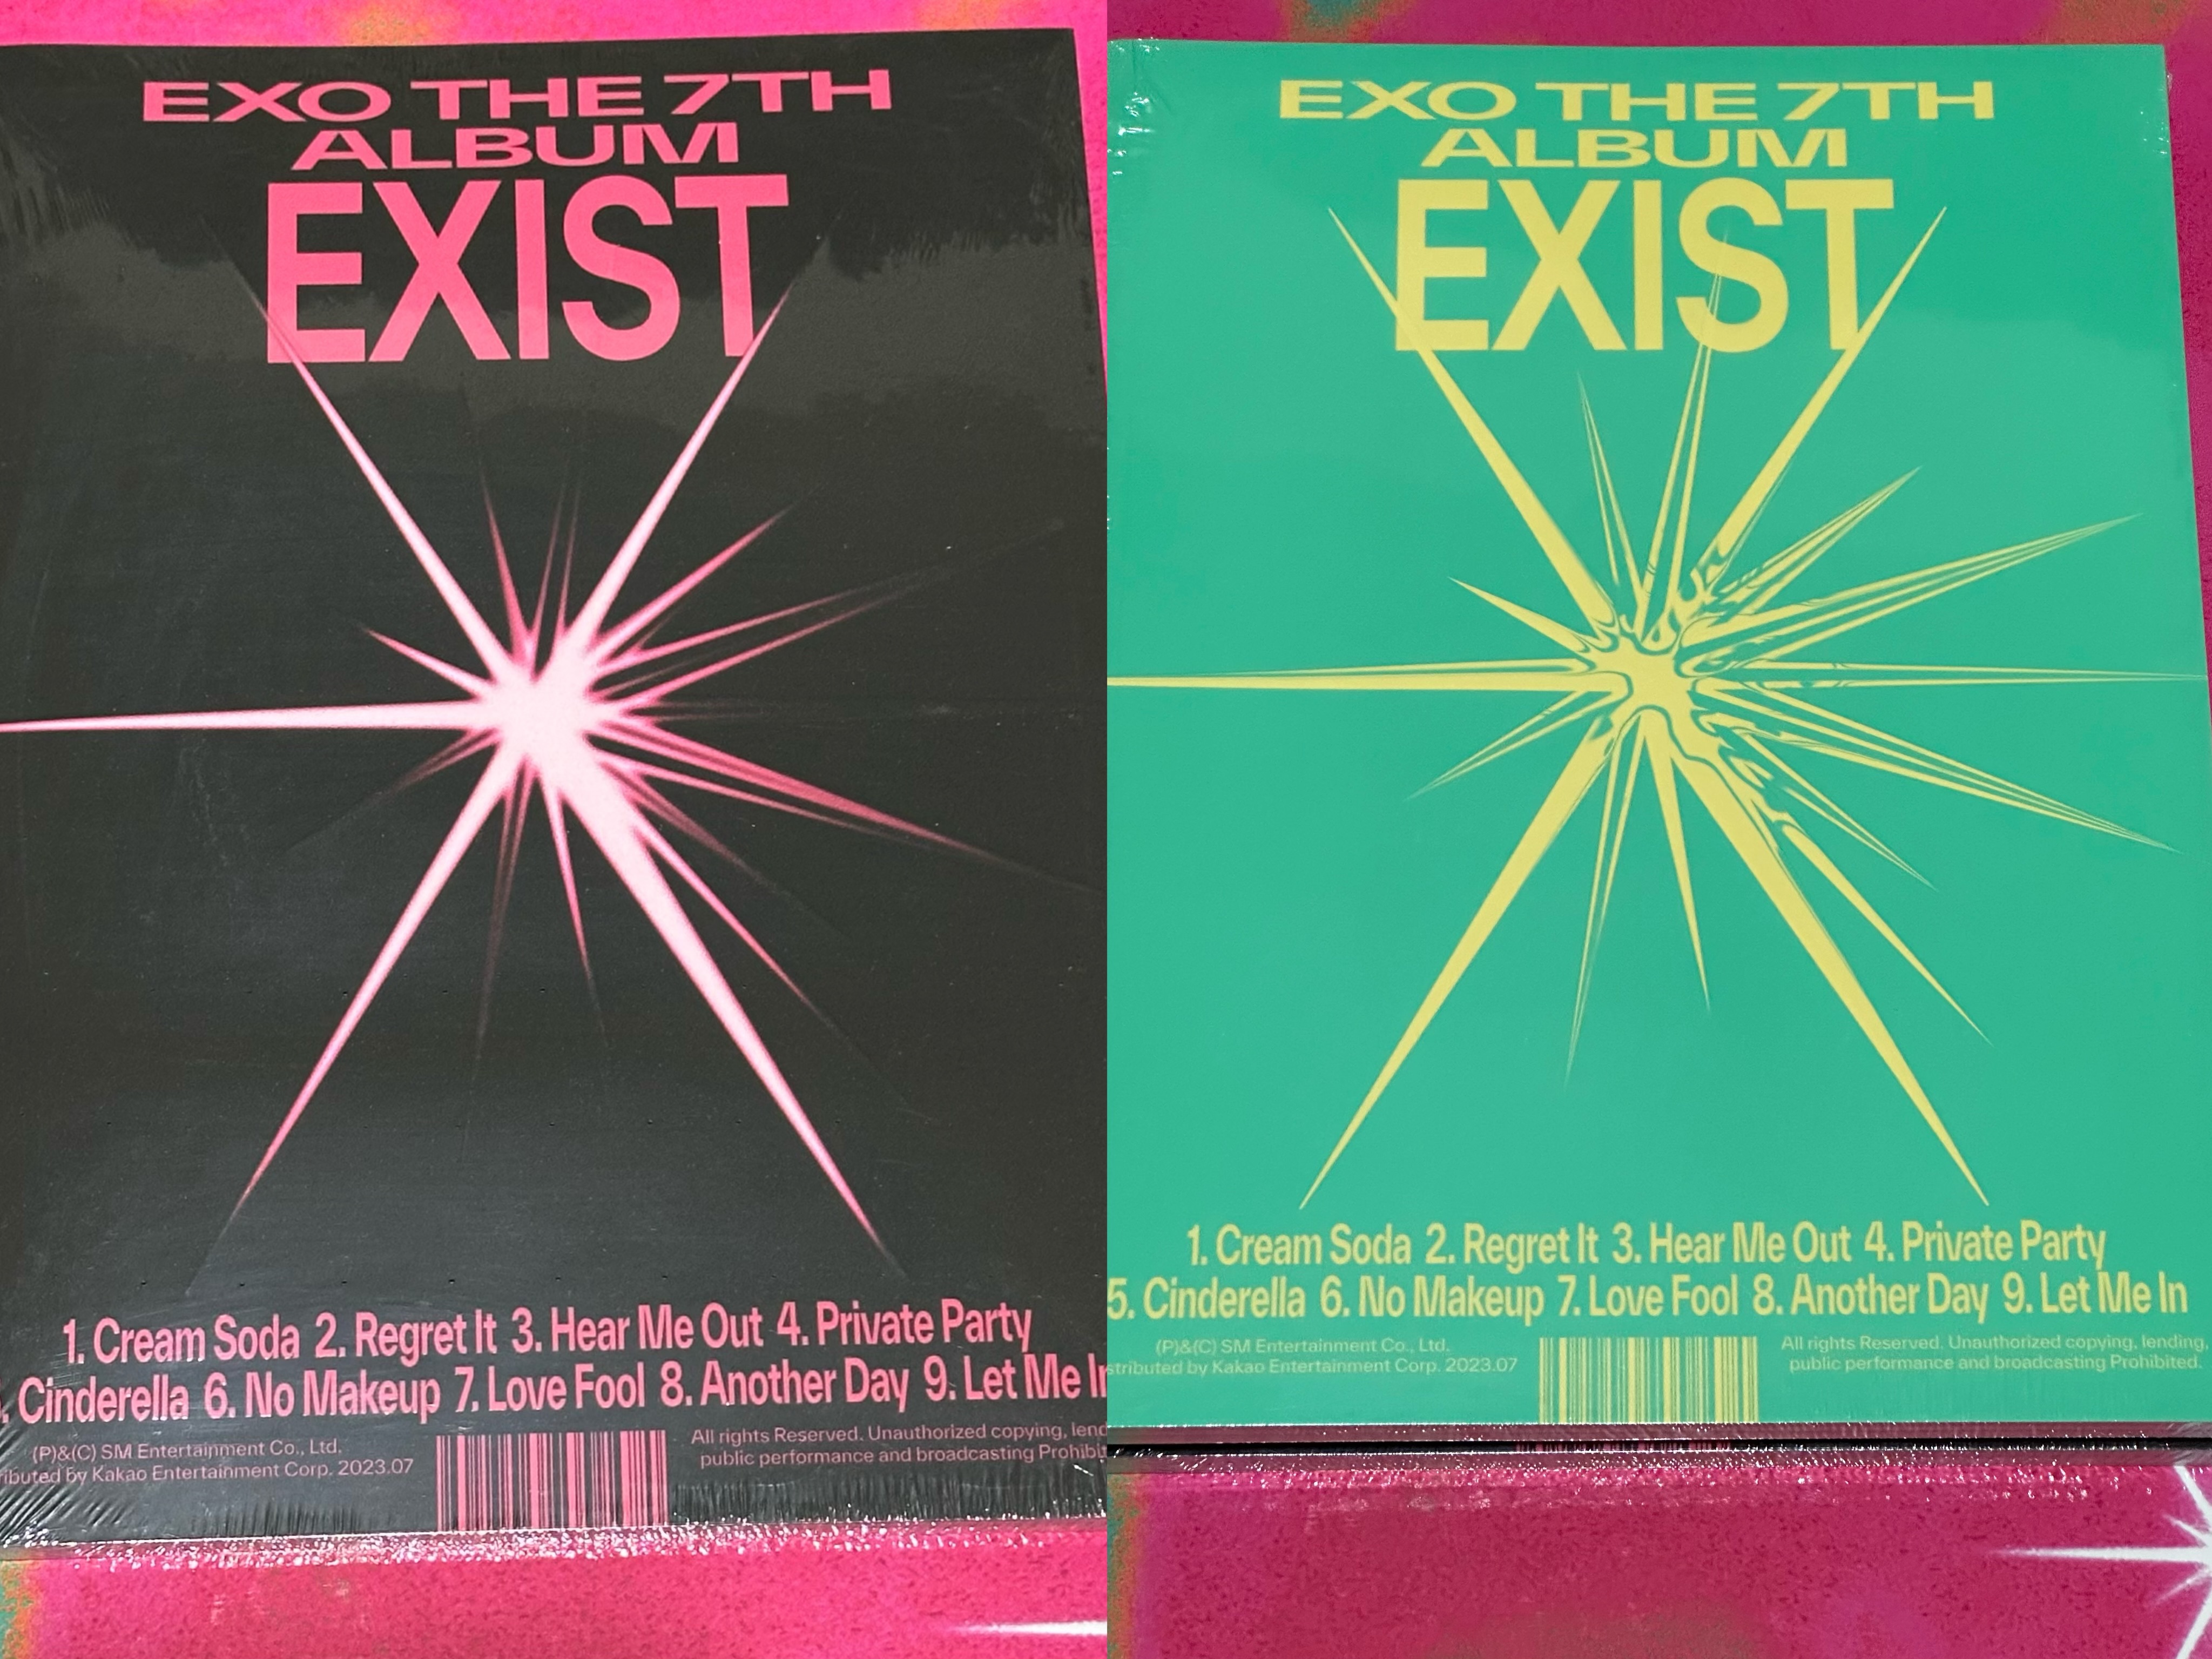 EXO THE 7TH
ALBUM
EXIST
1. Cream Soda 2. Regret It 3. Hear Me Out 4. Private Party
Cinderella 6. No Makeup 7. Love Fool 8. Another Day 9. Let Me In
(P)&(C) SM Entertainment Co., Ltd.
ributed by Kakao Entertainment Corp. 2023.07
All rights Reserved. Unauthorized copying, lend
public performance and broadcasting Prohibi
EXO THE 7TH
ALBUM
EXIST
1. Cream Soda 2. Regret It 3. Hear Me Out 4. Private Party
5. Cinderella 6. No Makeup 7. Love Fool 8. Another Day 9. Let Me In
(P)&(C) SM Entertainment Co., Ltd.
stributed by Kakao Entertainment Corp. 2023.07
All rights Reserved. Unauthorized copying, lending,
public performance and broadcasting Prohibited.